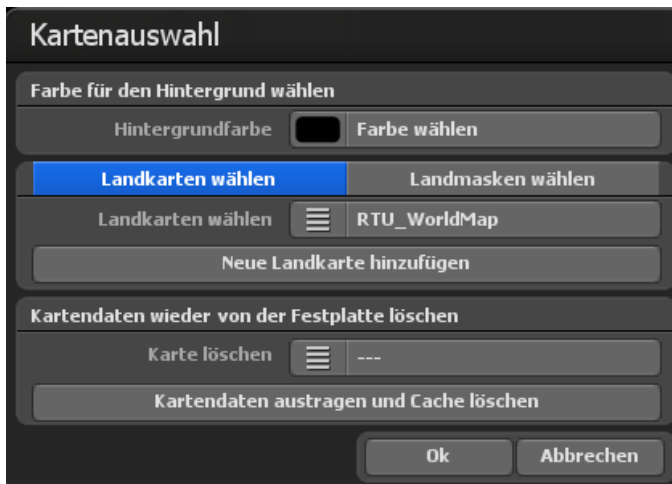 Kartenauswahl
Farbe für den Hintergrund wählen
Hintergrundfarbe Farbe wählen
Landkarten wählen Landmasken wählen
Landkarten wählen RTU_WorldMap
Neue Landkarte hinzufügen
Kartendaten wieder von der Festplatte löschen
Karte löschen ---
Kartendaten austragen und Cache löschen
Ok Abbrechen